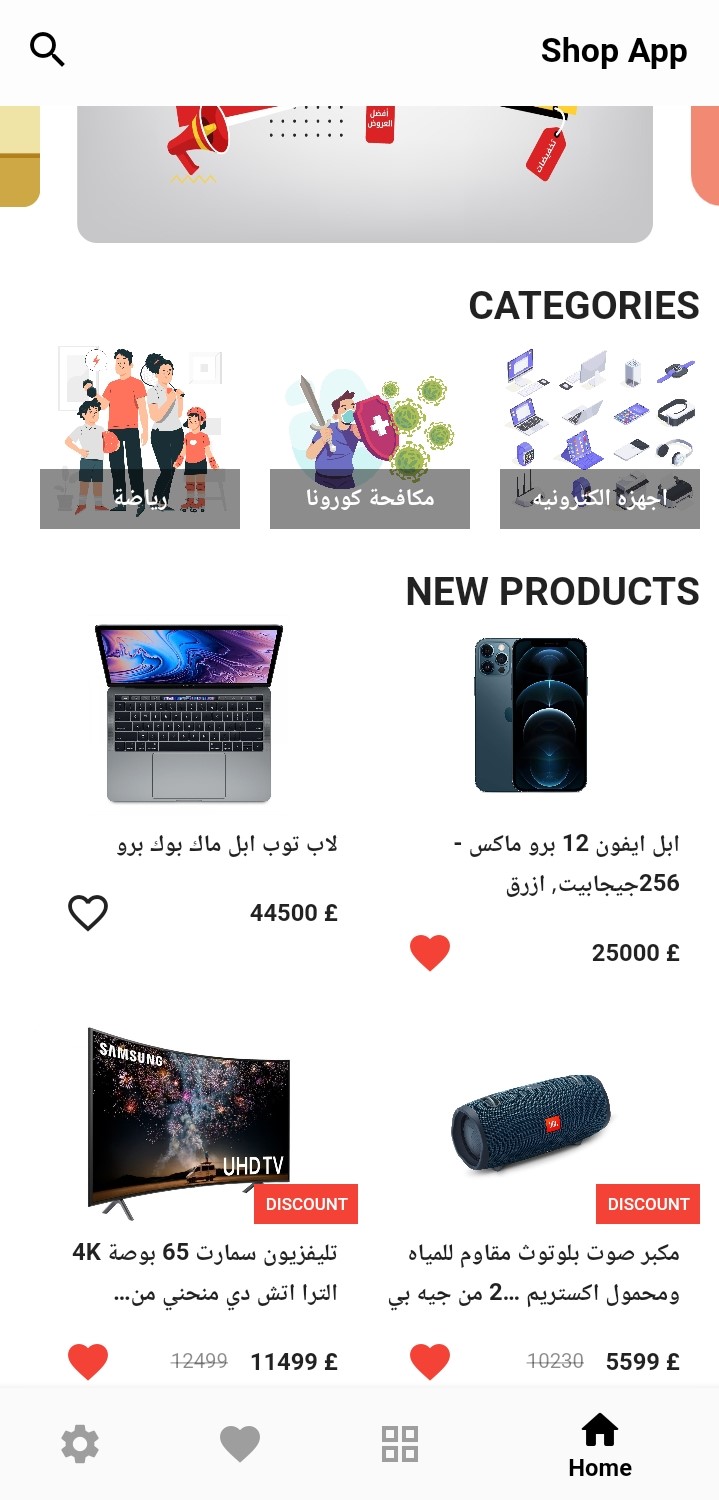 Shop App
أفضل
العروض
تخفيضات
CATEGORIES
اجهزه الكترونيه
مكافحة كورونا
رياضة
NEW PRODUCTS
ابل ايفون 12 برو ماكس -
256جيجابيت, ازرق
25000 £
لاب توب ابل ماك بوك برو
44500 £
JBL
DISCOUNT
مكبر صوت بلوتوث مقاوم للمياه
ومحمول اكستريم 2... من جيه بي
5599 £
10230
SAMSUNG
UHD TV
DISCOUNT
تليفزيون سمارت 65 بوصة 4K
الترا اتش دي منحني من...
11499 £
12499
Home